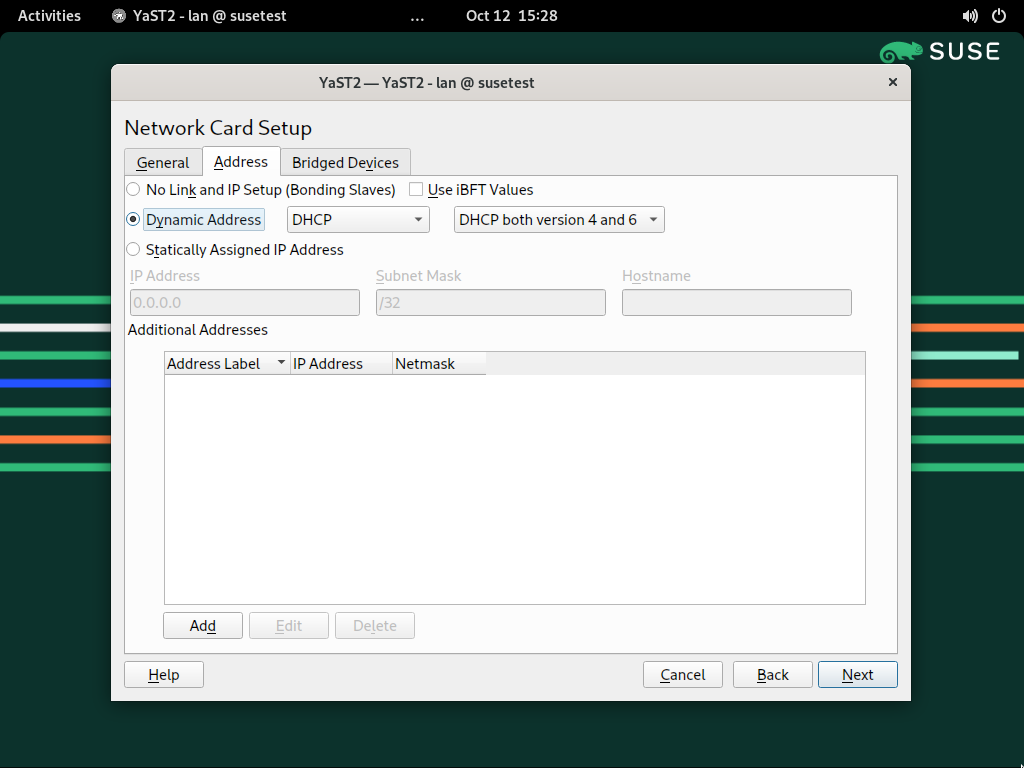 Activities YaST2 - lan @ susetest ... Oct 12 15:28
SUSE
YaST2 — YaST2 - lan @ susetest
Network Card Setup
General Address Bridged Devices
No Link and IP Setup (Bonding Slaves) Use iBFT Values
Dynamic Address DHCP DHCP both version 4 and 6
Statically Assigned IP Address
IP Address Subnet Mask Hostname
0.0.0.0 /32
Additional Addresses
Address Label IP Address Netmask
Add Edit Delete
Help Cancel Back Next